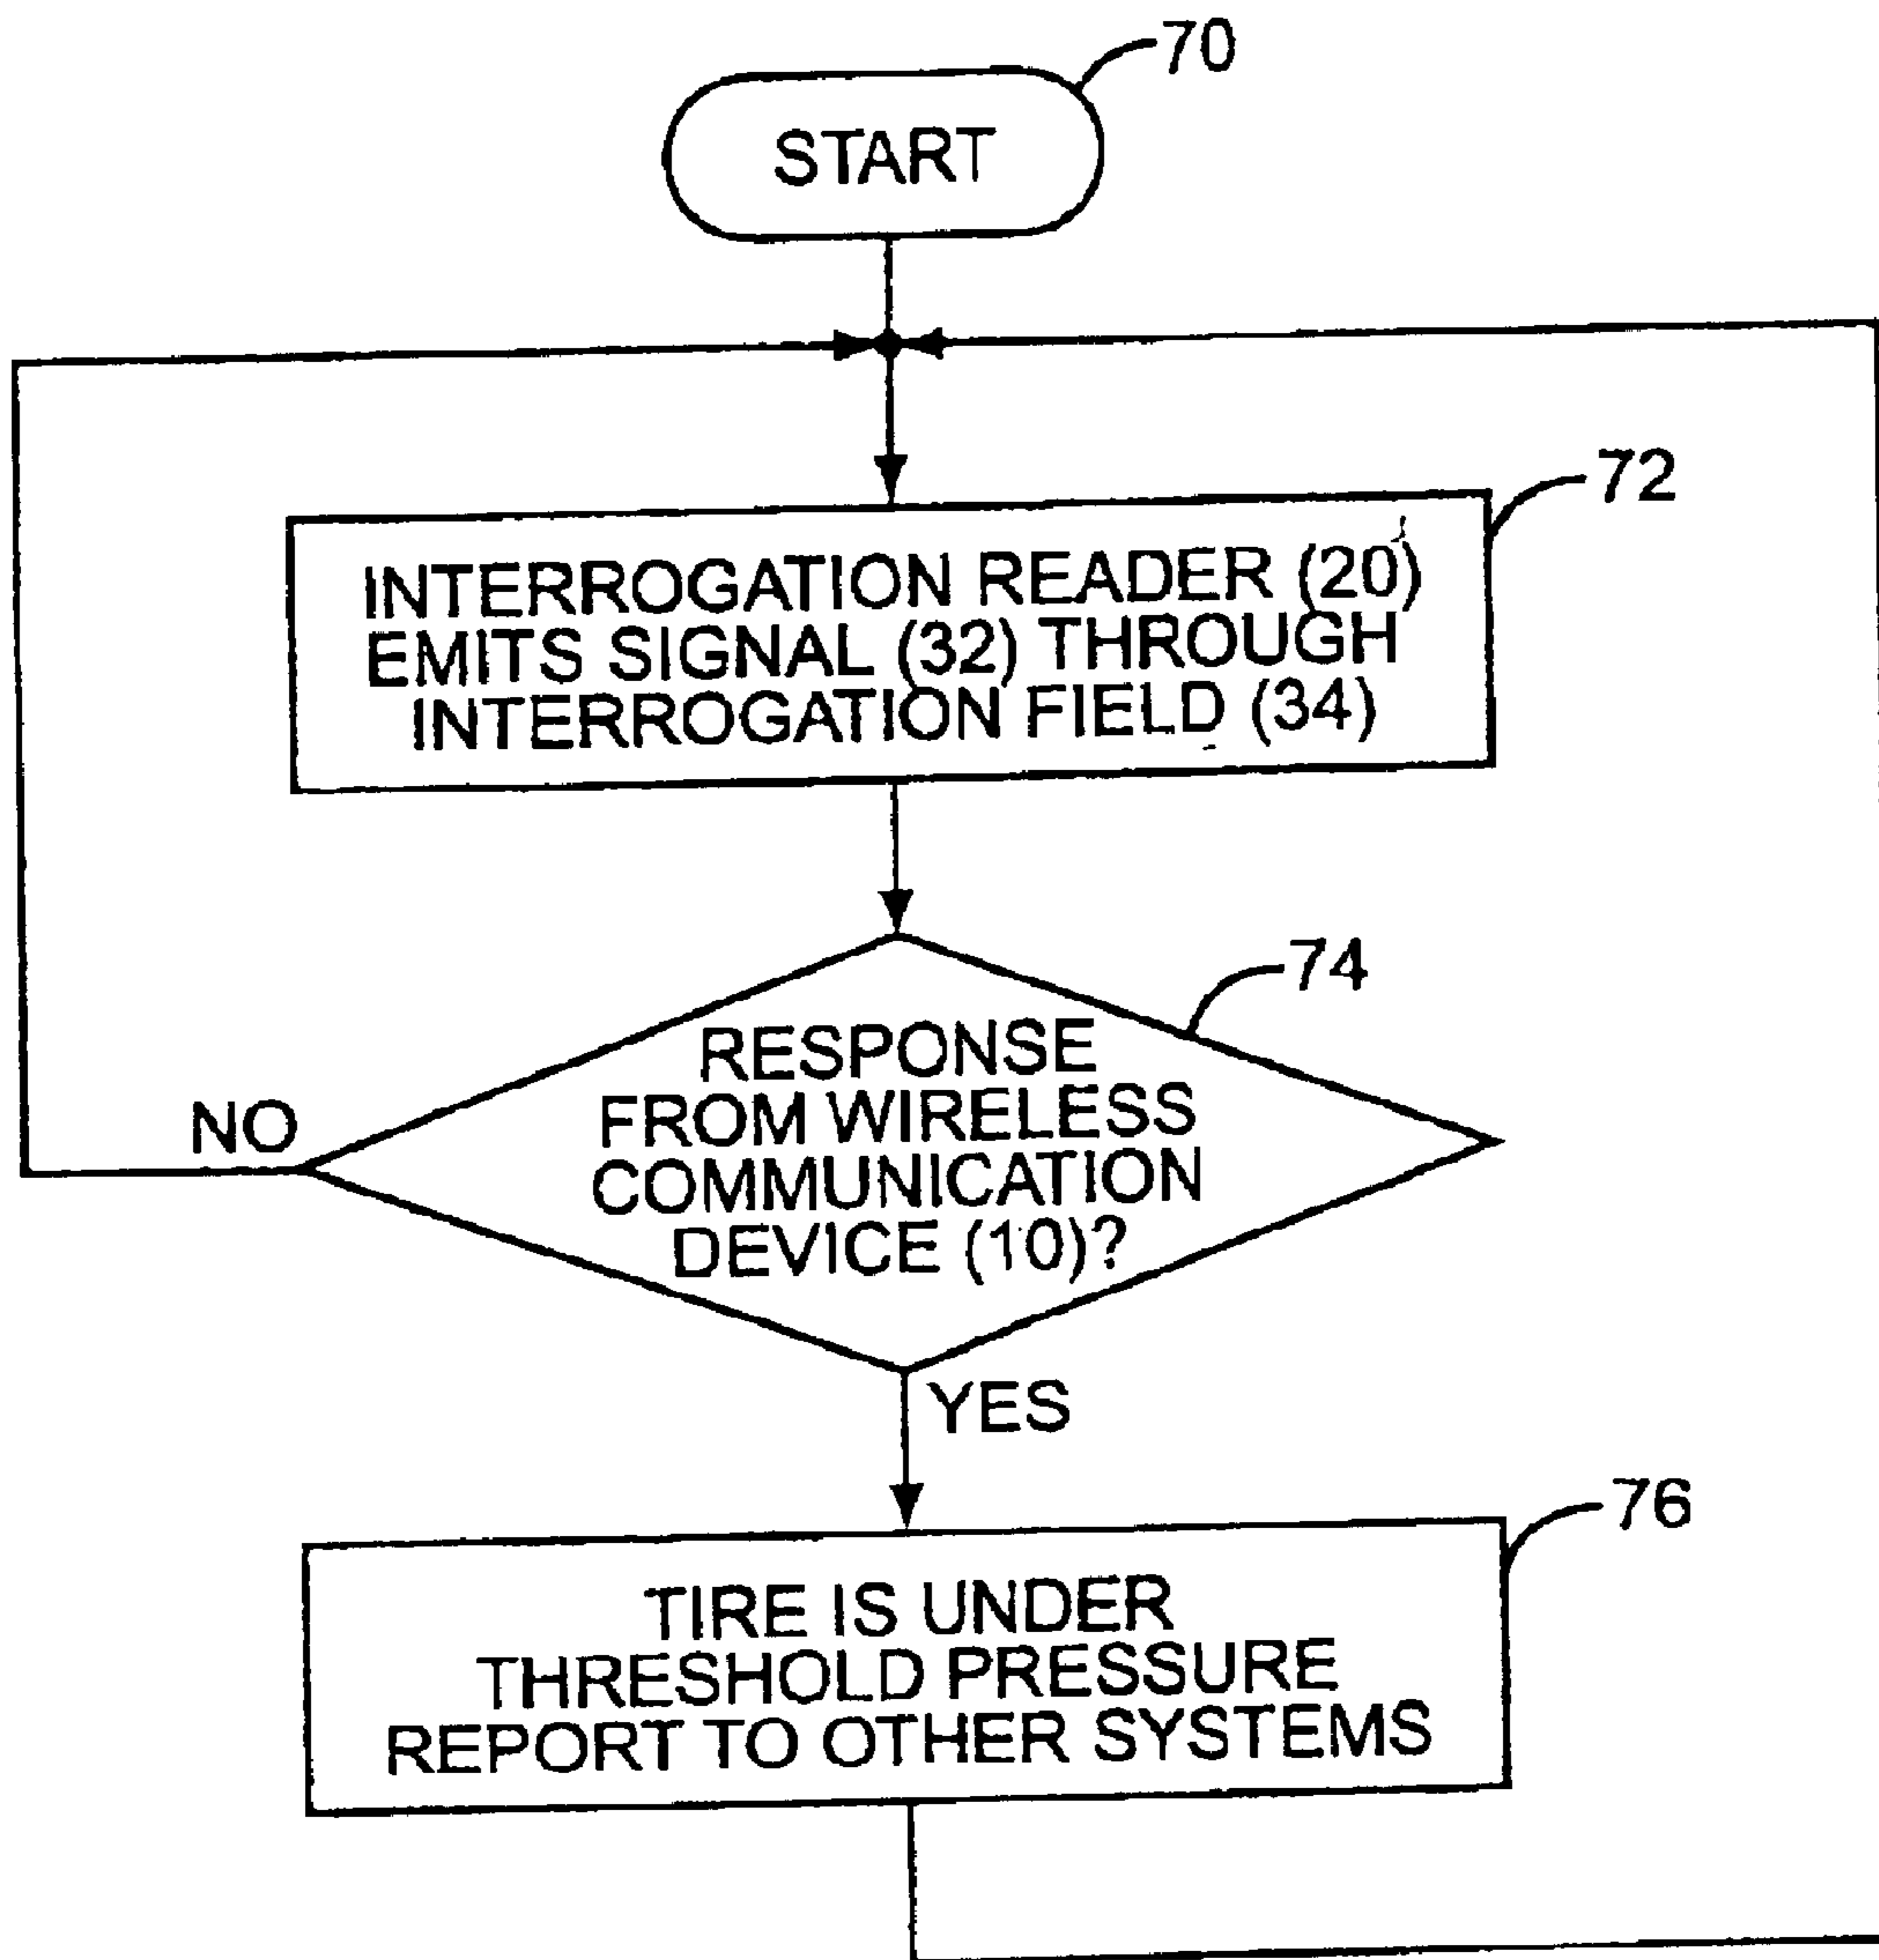 70
START
72
INTERROGATION READER (20)
EMITS SIGNAL (32) THROUGH
INTERROGATION FIELD (34)
74
RESPONSE
FROM WIRELESS
COMMUNICATION
DEVICE (10)?
NO
YES
76
TIRE IS UNDER
THRESHOLD PRESSURE
REPORT TO OTHER SYSTEMS